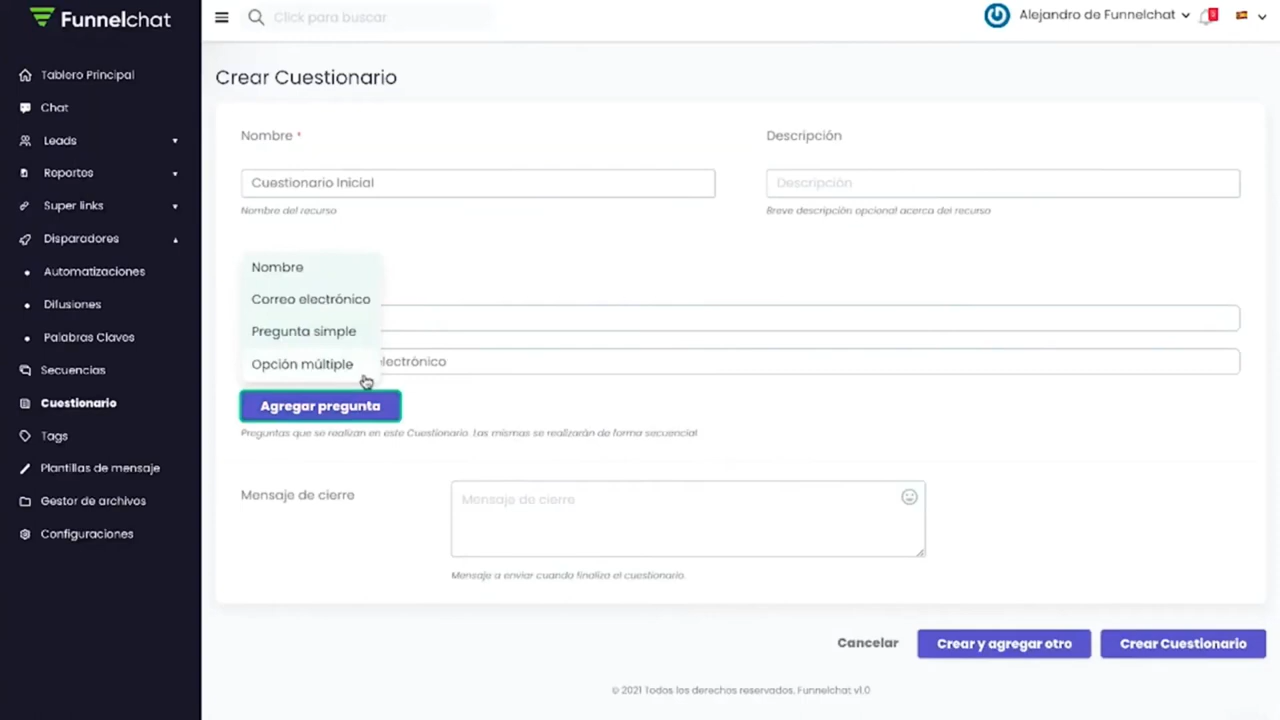 Funnelchat
Click para buscar
Alejandro de Funnelchat
Tablero Principal
Chat
Leads
Reportos
Super links
Disparadores
Automatizaciones
Difusiones
Palabras Claves
Secuencias
Cuestionario
Tags
Plantillas de mensaje
Gestor de archivos
Configuraciones
Crear Cuestionario
Nombre *
Descripción
Cuestionario Inicial
Descripción
Nombre del recurso
Breve descripción opcional acerca del recurso
Nombre
Correo electrónico
Pregunta simple
Opción múltiple
electrónico
Agregar pregunta
Preguntas que se realizan en este Cuestionario. Las mismas se realizarán de forma secuencial
Mensaje de cierre
Mensaje de cierre
Mensaje a enviar cuando finaliza el cuestionario.
Cancelar
Crear y agregar otro
Crear Cuestionario
© 2021 Todos los derechos reservados. Funnelchat v1.0